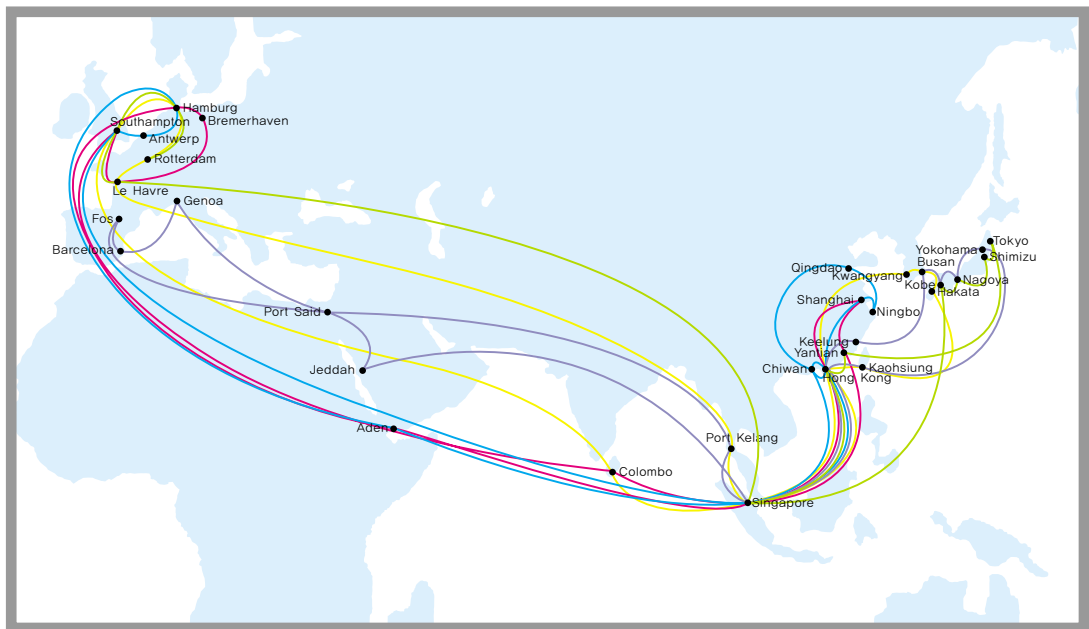 Hamburg
Bremerhaven
Southampton
Antwerp
Rotterdam
Le Havre
Genoa
Fos
Barcelona
Port Said
Jeddah
Aden
Colombo
Port Kelang
Singapore
Tokyo
Yokohama
Shimizu
Busan
Qingdao
Kwangyang
Nagoya
Kobe
Hakata
Shanghai
Ningbo
Keelung
Yantian
Chiwan
Kaohsiung
Hong Kong